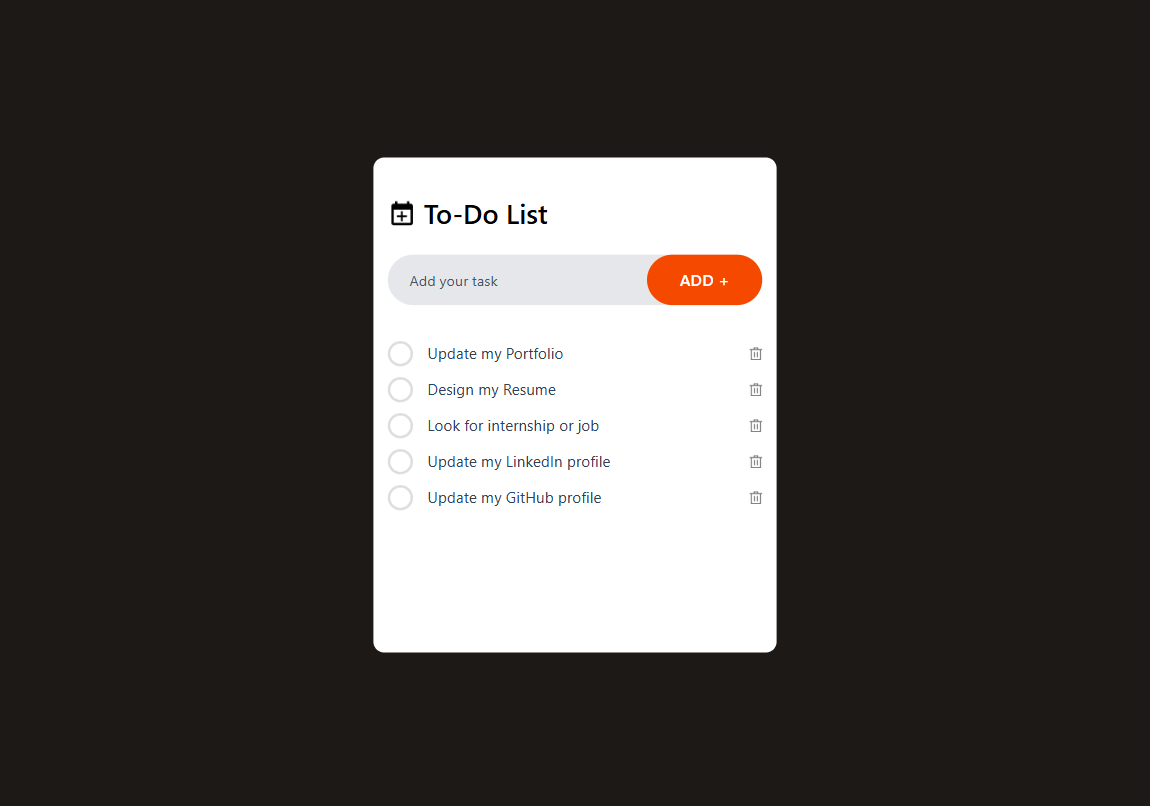 To-Do List
Add your task
ADD +
Update my Portfolio
Design my Resume
Look for internship or job
Update my LinkedIn profile
Update my GitHub profile